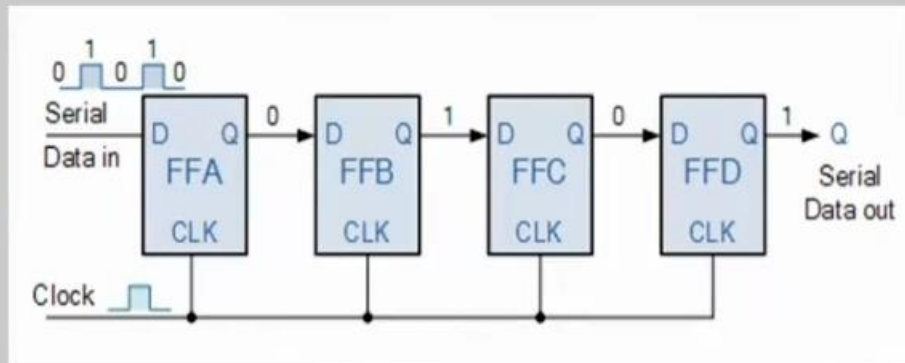 1 1
0 0 0
Serial
Data in
D Q
FFA
CLK
0
D Q
FFB
CLK
1
D Q
FFC
CLK
0
D Q
FFD
CLK
1
Q
Serial
Data out
Clock